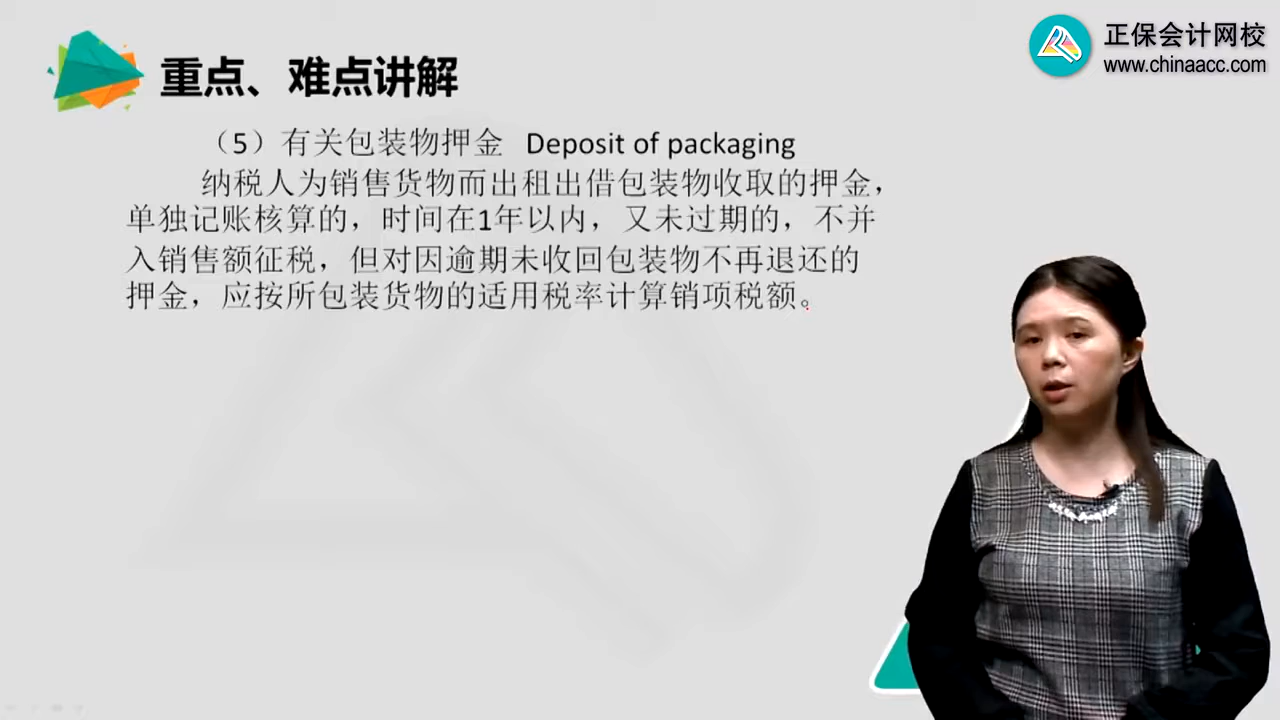 正保会计网校
www.chinaacc.com
重点、难点讲解
（5）有关包装物押金 Deposit of packaging
纳税人为销售货物而出租出借包装物收取的押金，
单独记账核算的，时间在1年以内，又未过期的，不并
入销售额征税，但对因逾期未收回包装物不再退还的
押金，应按所包装货物的适用税率计算销项税额。